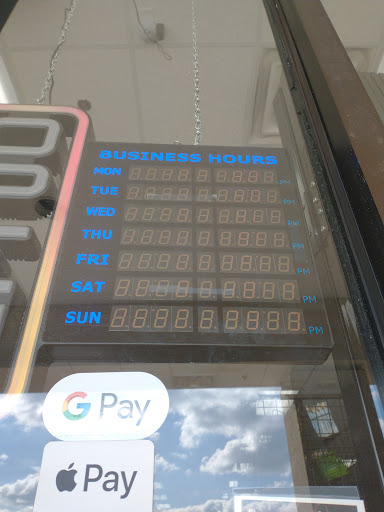 BUSINESS HOURS
MON PM
TUE PM
WED PM
THU PM
FRI PM
SAT PM
SUN PM
G Pay
Pay